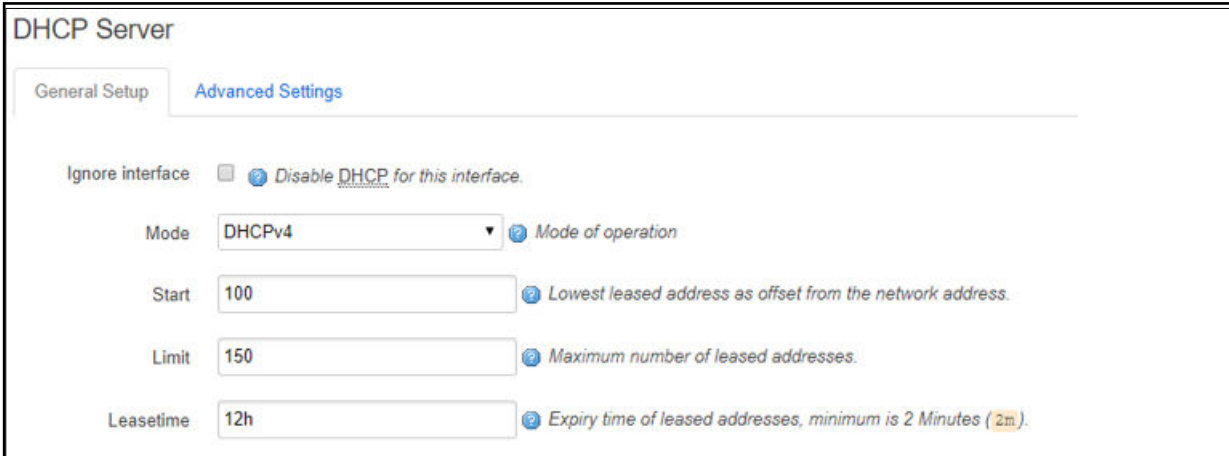 DHCP Server
General Setup Advanced Settings
Ignore interface Disable DHCP for this interface.
Mode DHCPv4 Mode of operation
Start 100 Lowest leased address as offset from the network address.
Limit 150 Maximum number of leased addresses.
Leasetime 12h Expiry time of leased addresses, minimum is 2 Minutes ( 2m ).